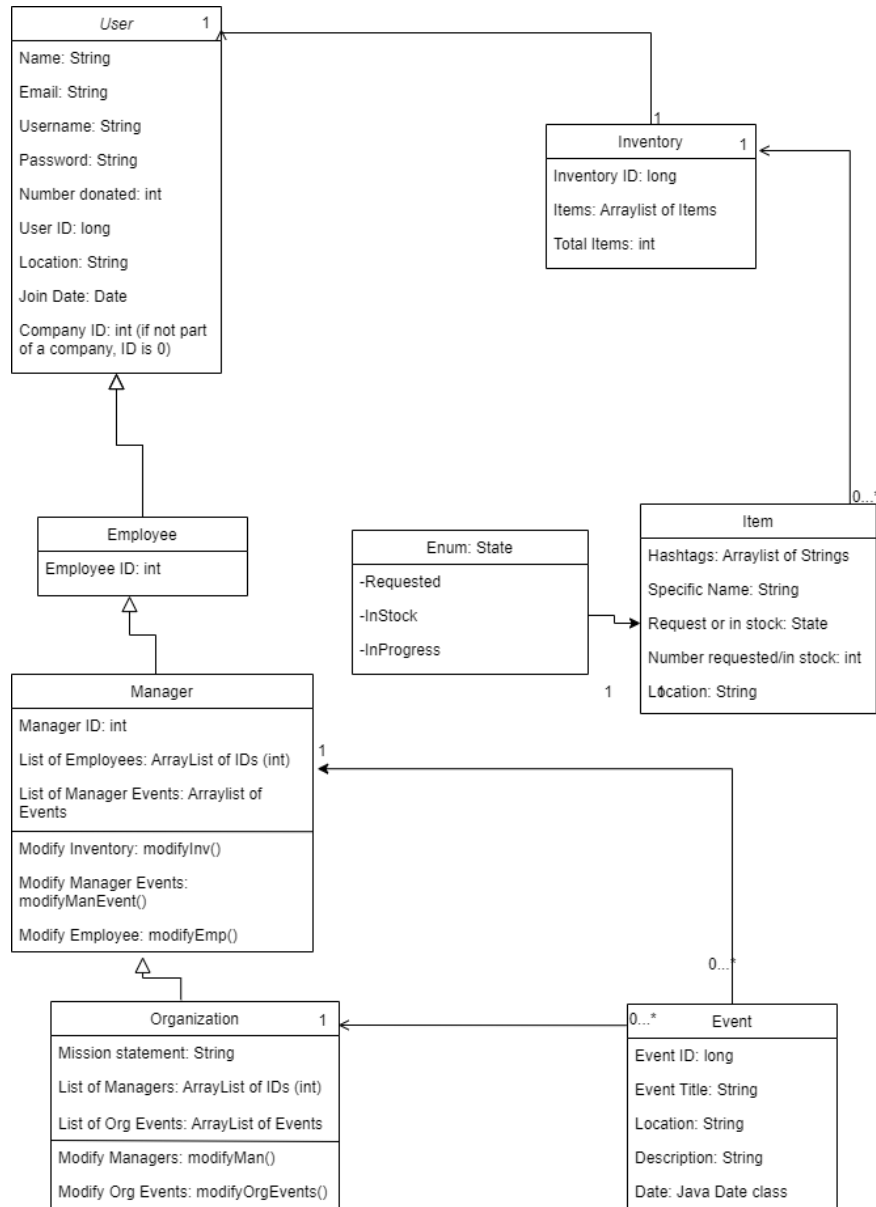 User 1
Name: String
Email: String
Username: String
Password: String
Number donated: int
User ID: long
Location: String
Join Date: Date
Company ID: int (if not part
of a company, ID is 0)
1
Inventory 1
Inventory ID: long
Items: Arraylist of Items
Total Items: int
Employee
Employee ID: int
Enum: State
-Requested
-InStock
-InProgress
0...*
Item
Hashtags: Arraylist of Strings
Specific Name: String
Request or in stock: State
Number requested/in stock: int
Location: String
1
1
Manager
Manager ID: int
List of Employees: ArrayList of IDs (int)
List of Manager Events: Arraylist of
Events
Modify Inventory: modifyInv()
Modify Manager Events:
modifyManEvent()
Modify Employee: modifyEmp()
1
0...*
Organization 1
Mission statement: String
List of Managers: ArrayList of IDs (int)
List of Org Events: ArrayList of Events
Modify Managers: modifyMan()
Modify Org Events: modifyOrgEvents()
0...*
Event
Event ID: long
Event Title: String
Location: String
Description: String
Date: Java Date class